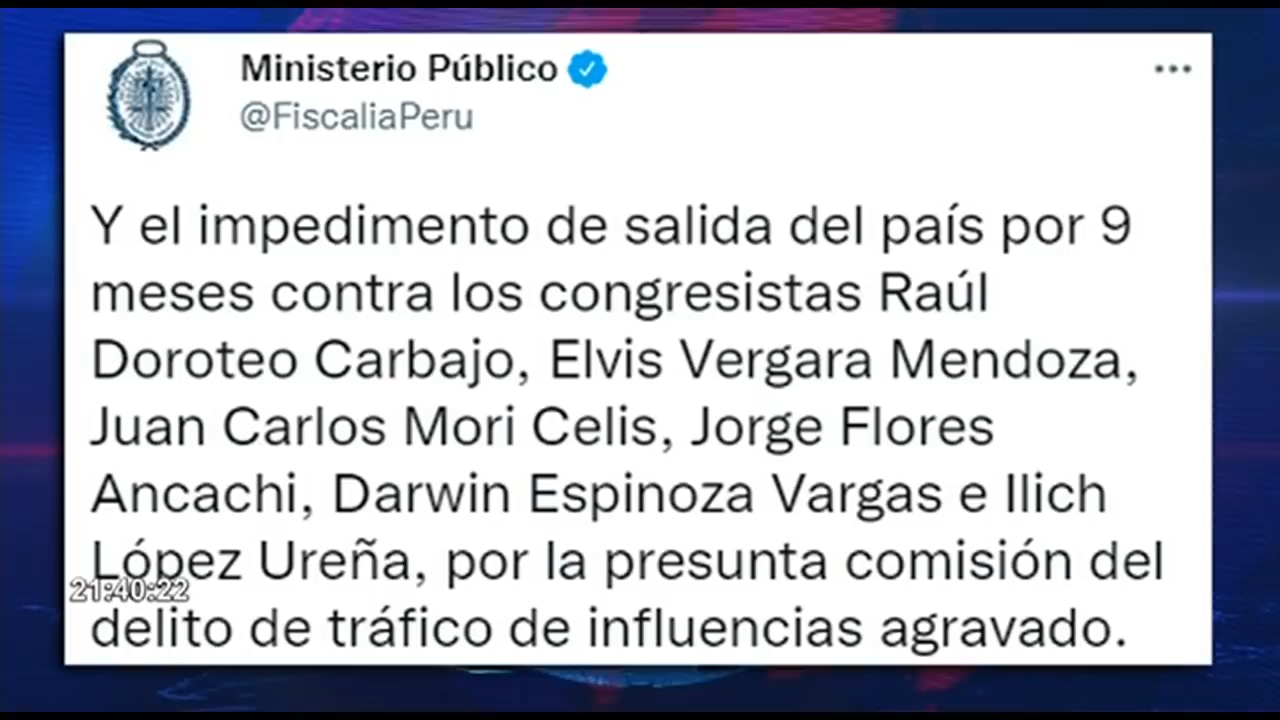 Ministerio Público
@FiscaliaPeru
Y el impedimento de salida del país por 9
meses contra los congresistas Raúl
Doroteo Carbajo, Elvis Vergara Mendoza,
Juan Carlos Mori Celis, Jorge Flores
Ancachi, Darwin Espinoza Vargas e Ilich
López Ureña, por la presunta comisión del
21:40:22
delito de tráfico de influencias agravado.